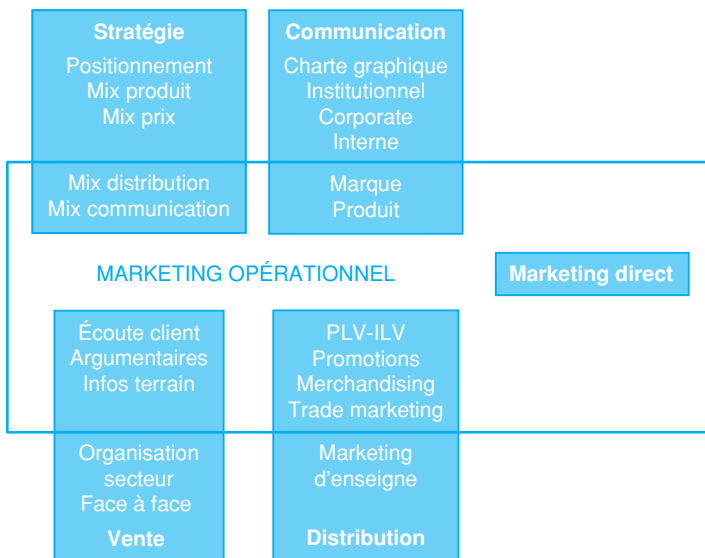 Stratégie
Positionnement
Mix produit
Mix prix
Mix distribution
Mix communication
Communication
Charte graphique
Institutionnel
Corporate
Interne
Marque
Produit
MARKETING OPÉRATIONNEL
Marketing direct
Écoute client
Argumentaires
Infos terrain
Organisation
secteur
Face à face
Vente
PLV-ILV
Promotions
Merchandising
Trade marketing
Marketing
d’enseigne
Distribution